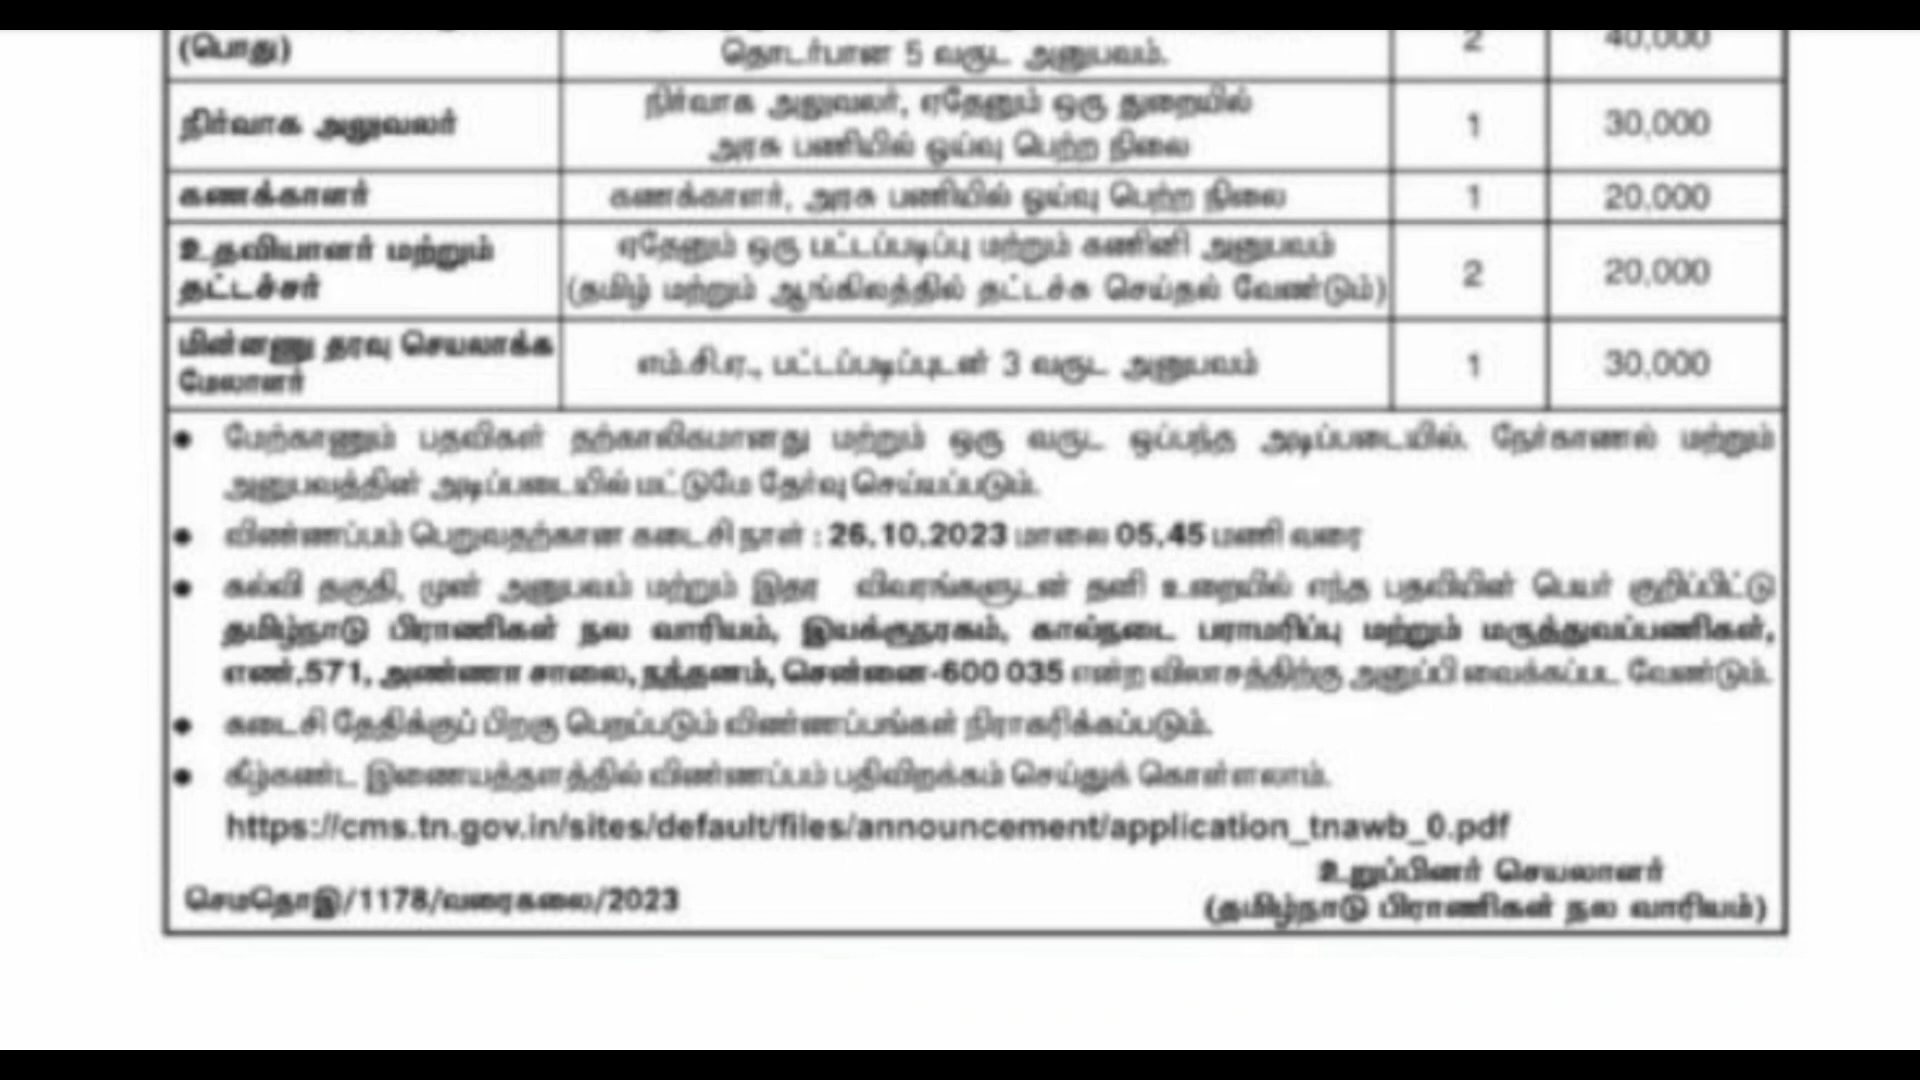 (பொது)
தொடர்பான 5 வருட அனுபவம்.
2
40,000
நிர்வாக அலுவலர்
நிர்வாக அலுவலர், ஏதேனும் ஒரு துறையில்
அரசு பணியில் ஓய்வு பெற்ற நிலை
1
30,000
கணக்காளர்
கணக்காளர், அரசு பணியில் ஓய்வு பெற்ற நிலை
1
20,000
உதவியாளர் மற்றும்
தட்டச்சர்
ஏதேனும் ஒரு பட்டப்படிப்பு மற்றும் கணினி அனுபவம்
(தமிழ் மற்றும் ஆங்கிலத்தில் தட்டச்சு செய்தல் வேண்டும்)
2
20,000
மின்னணு தரவு செயலாக்க
மேலாளர்
எம்.சி.ஏ., பட்டப்படிப்புடன் 3 வருட அனுபவம்
1
30,000
• மேற்காணும் பதவிகள் தற்காலிகமானது மற்றும் ஒரு வருட ஒப்பந்த அடிப்படையில். நேர்காணல் மற்றும்
அனுபவத்தின் அடிப்படையில் மட்டுமே தேர்வு செய்யப்படும்.
• விண்ணப்பம் பெறுவதற்கான கடைசி நாள் : 26.10.2023 மாலை 05.45 மணி வரை
• கல்வி தகுதி, முன் அனுபவம் மற்றும் இதர விவரங்களுடன் தனி உறையில் எந்த பதவியின் பெயர் குறிப்பிட்டு
தமிழ்நாடு பிராணிகள் நல வாரியம், இயக்குநரகம், கால்நடை பராமரிப்பு மற்றும் மருத்துவப்பணிகள்,
எண்.571, அண்ணா சாலை, நந்தனம், சென்னை-600 035 என்ற விலாசத்திற்கு அனுப்பி வைக்கப்பட வேண்டும்.
• கடைசி தேதிக்குப் பிறகு பெறப்படும் விண்ணப்பங்கள் நிராகரிக்கப்படும்.
• கீழ்கண்ட இணையத்தளத்தில் விண்ணப்பம் பதிவிறக்கம் செய்துக் கொள்ளலாம்.
https://cms.tn.gov.in/sites/default/files/announcement/application_tnawb_0.pdf
உறுப்பினர் செயலாளர்
செமதொஇ/1178/வரைகலை/2023
(தமிழ்நாடு பிராணிகள் நல வாரியம்)